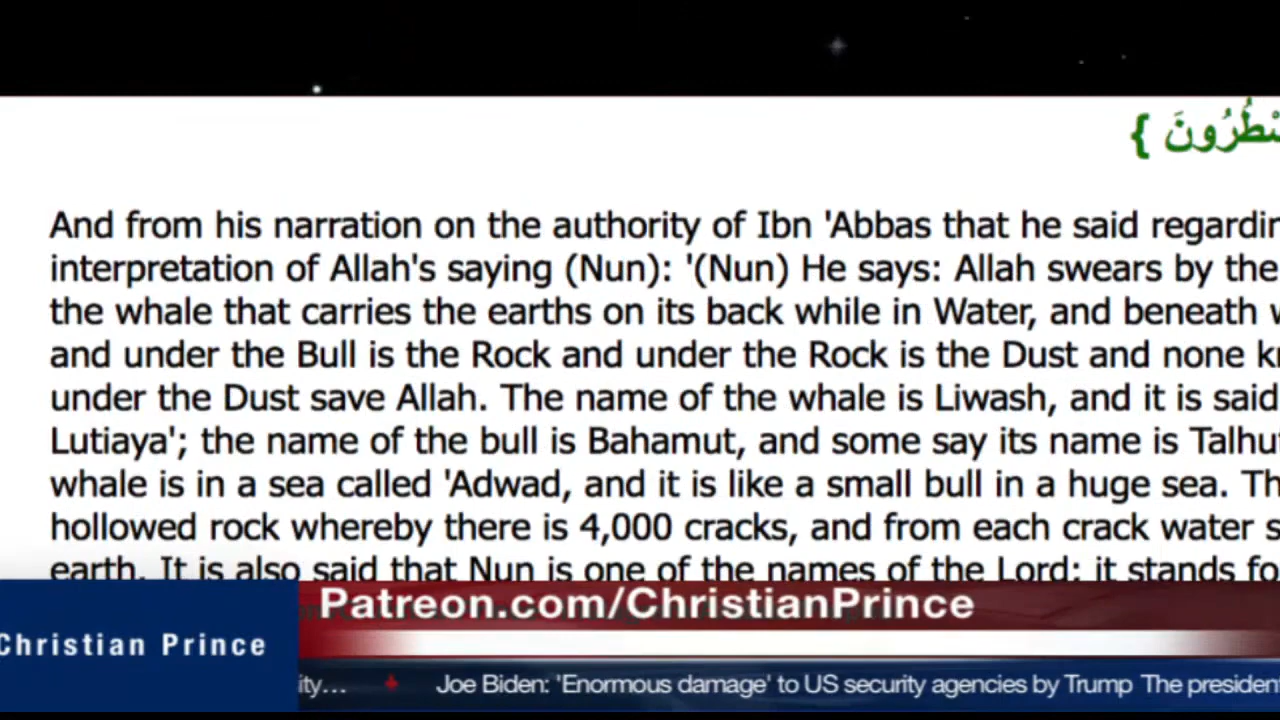 سْطُرُونَ }
And from his narration on the authority of Ibn 'Abbas that he said
interpretation of Allah's saying (Nun): '(Nun) He says: Allah swears by the
the whale that carries the earths on its back while in Water, and beneath
and under the Bull is the Rock and under the Rock is the Dust and none
under the Dust save Allah. The name of the whale is Liwash, and it is said
Lutiaya'; the name of the bull is Bahamut, and some say its name is
whale is in a sea called 'Adwad, and it is like a small bull in a huge sea.
hollowed rock whereby there is 4,000 cracks, and from each crack water
earth. It is also said that Nun is one of the names of the Lord; it stands
Patreon.com/ChristianPrince
Christian Prince
ity… Joe Biden: 'Enormous damage' to US security agencies by Trump The